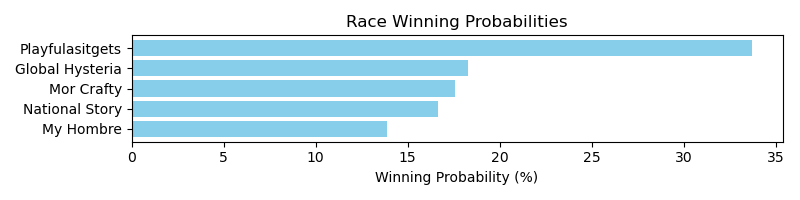 Race Winning Probabilities
Playfulasitgets
Global Hysteria
Mor Crafty
National Story
My Hombre
0 5 10 15 20 25 30 35
Winning Probability (%)